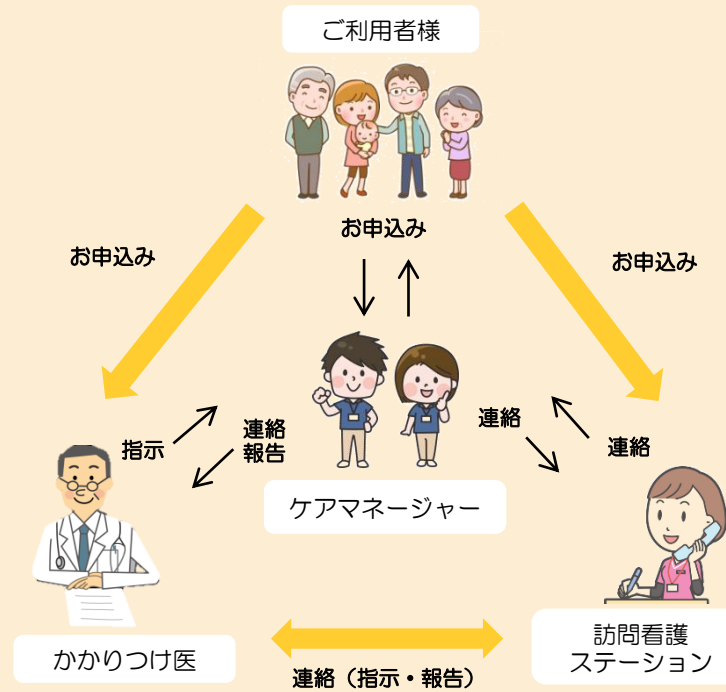 ご利用者様
お申込み
お申込み
お申込み
指示
連絡
報告
連絡
連絡
ケアマネージャー
かかりつけ医
訪問看護
ステーション
連絡（指示・報告）